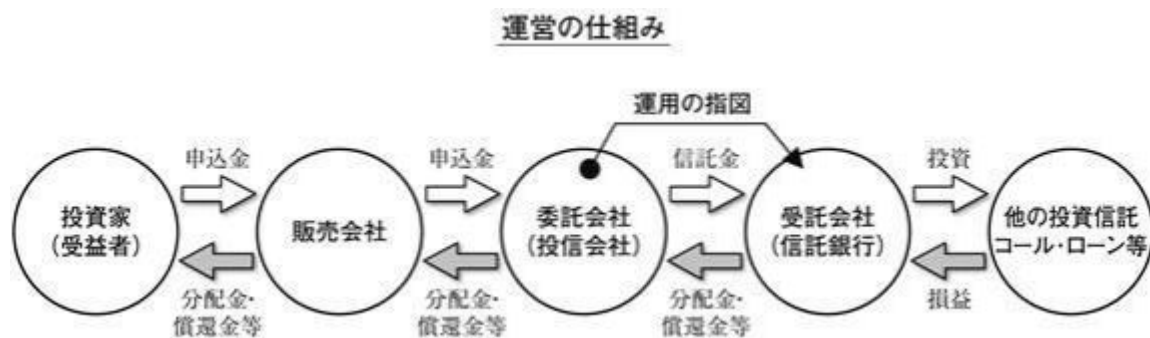 運営の仕組み
運用の指図
申込金
申込金
信託金
投資
投資家
(受益者)
販売会社
委託会社
(投信会社)
受託会社
(信託銀行)
他の投資信託
コール・ローン等
分配金・
償還金等
分配金・
償還金等
分配金・
償還金等
損益